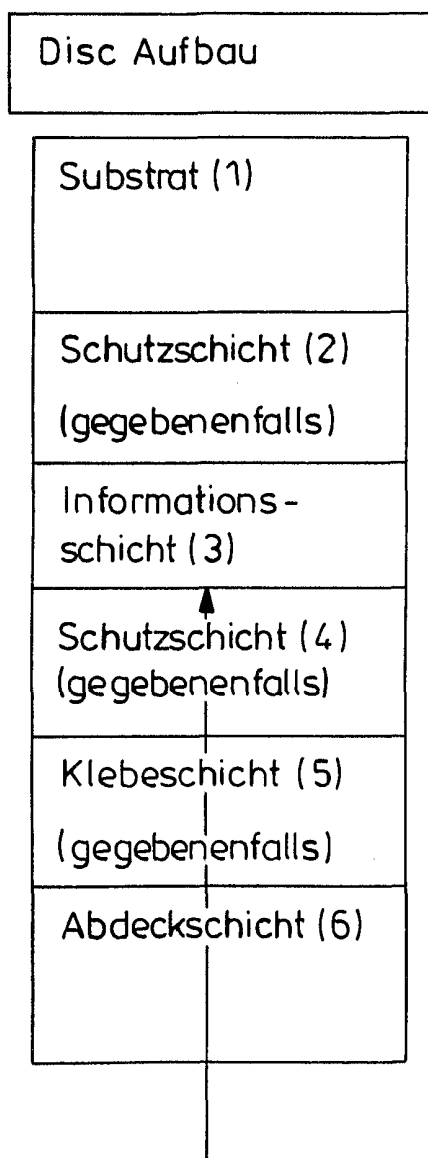 Disc Aufbau
Substrat (1)
Schutzschicht (2)
(gegebenenfalls)
Informations-
schicht (3)
Schutzschicht (4)
(gegebenenfalls)
Klebeschicht (5)
(gegebenenfalls)
Abdeckschicht (6)